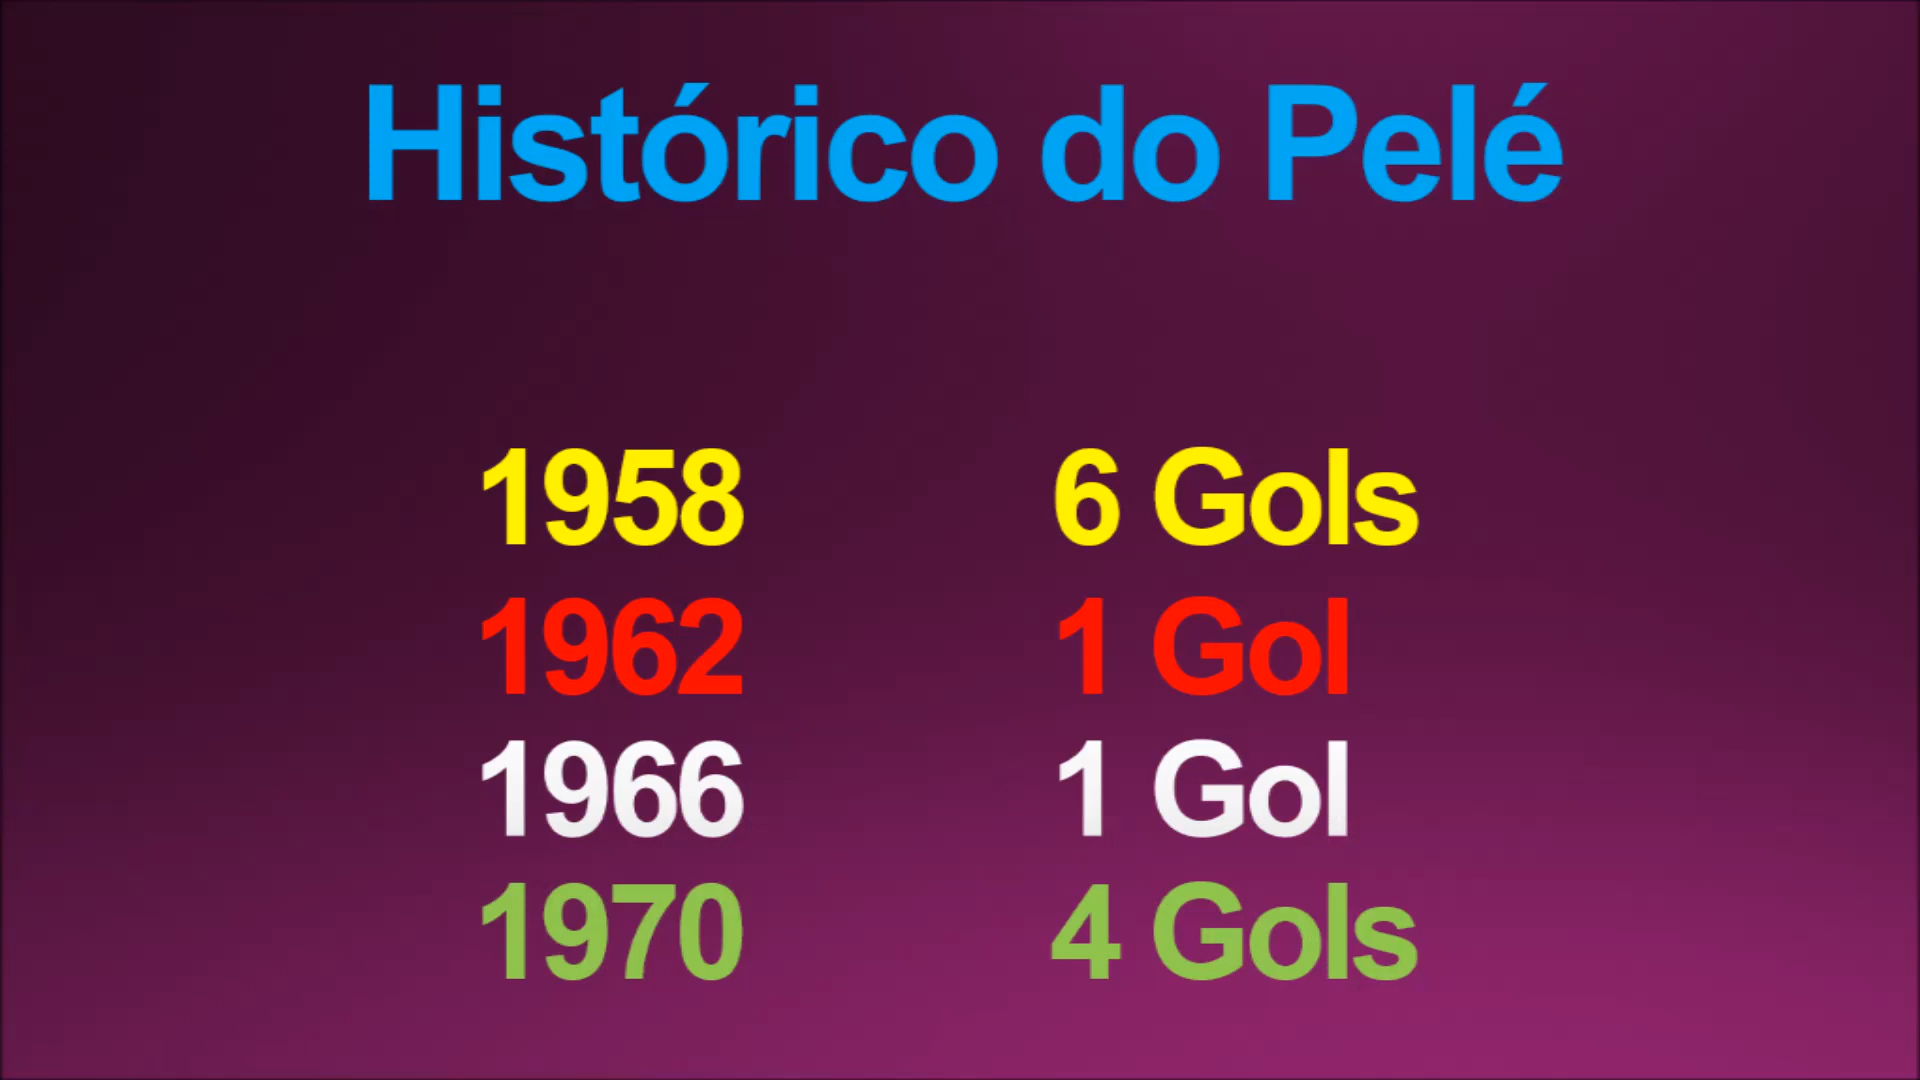 Histórico do Pelé
1958 6 Gols
1962 1 Gol
1966 1 Gol
1970 4 Gols